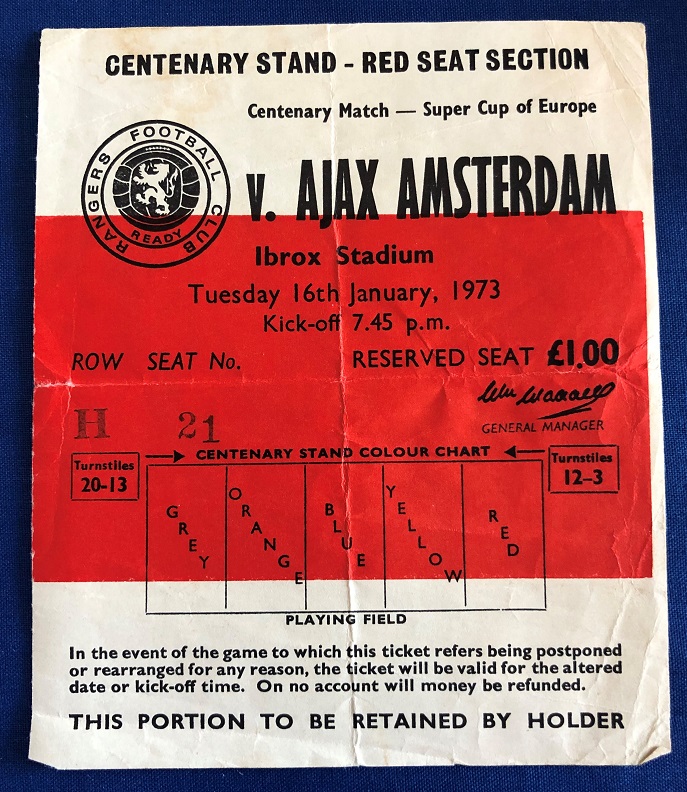 CENTENARY STAND - RED SEAT SECTION
Centenary Match — Super Cup of Europe
RANGERS FOOTBALL CLUB
READY
v. AJAX AMSTERDAM
Ibrox Stadium
Tuesday 16th January, 1973
Kick-off 7.45 p.m.
ROW SEAT No. RESERVED SEAT £1.00
H 21
GENERAL MANAGER
CENTENARY STAND COLOUR CHART
Turnstiles
20-13
Turnstiles
12-3
GREY ORANGE BLUE YELLOW RED
PLAYING FIELD
In the event of the game to which this ticket refers being postponed
or rearranged for any reason, the ticket will be valid for the altered
date or kick-off time. On no account will money be refunded.
THIS PORTION TO BE RETAINED BY HOLDER